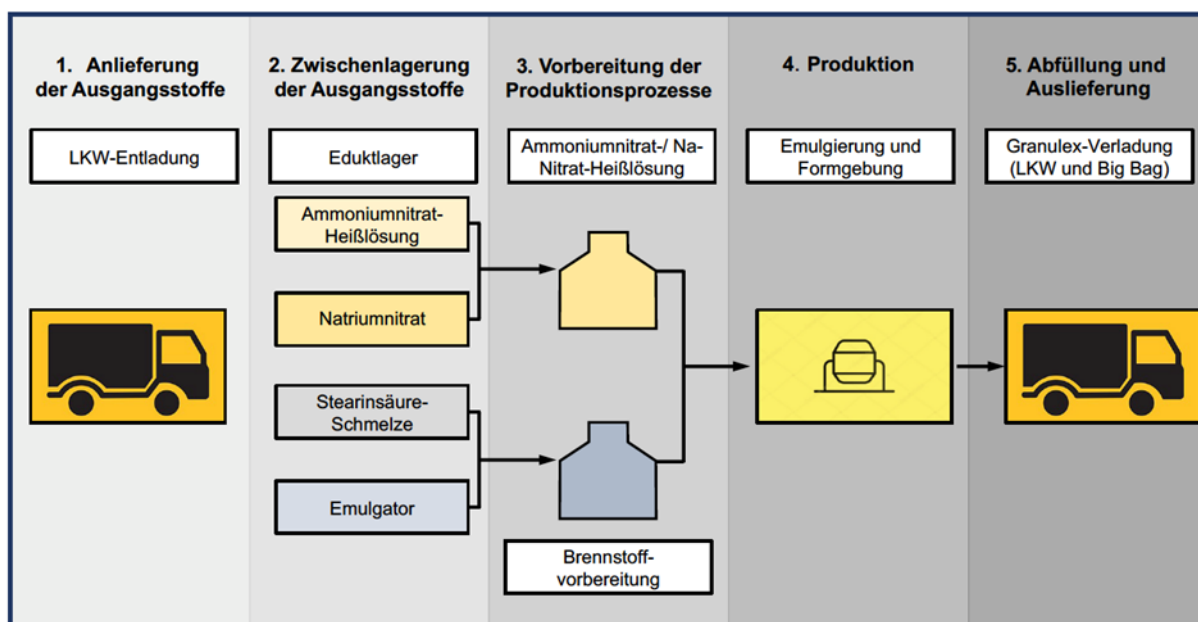 1. Anlieferung
der Ausgangsstoffe
2. Zwischenlagerung
der Ausgangsstoffe
3. Vorbereitung der
Produktionsprozesse
4. Produktion
5. Abfüllung und
Auslieferung
LKW-Entladung
Eduktlager
Ammoniumnitrat-/ Na-
Nitrat-Heißlösung
Emulgierung und
Formgebung
Granulex-Verladung
(LKW und Big Bag)
Ammoniumnitrat-
Heißlösung
Natriumnitrat
Stearinsäure-
Schmelze
Emulgator
Brennstoff-
vorbereitung